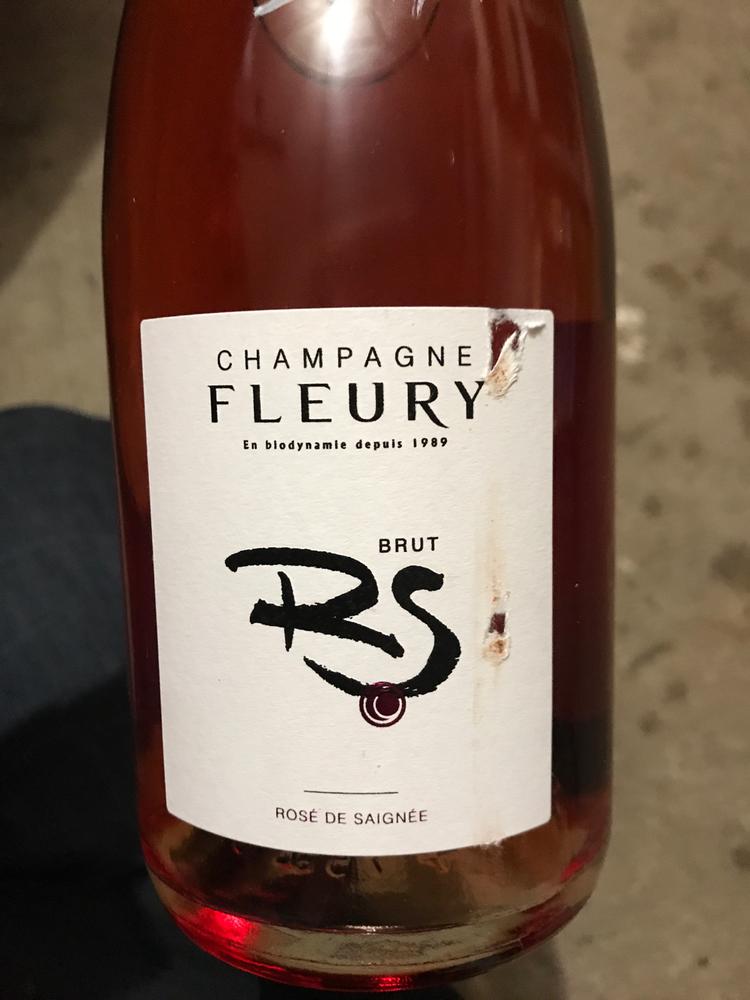 CHAMPAGNE
FLEURY
En biodynamie depuis 1989
BRUT
RS
ROSÉ DE SAIGNÉE